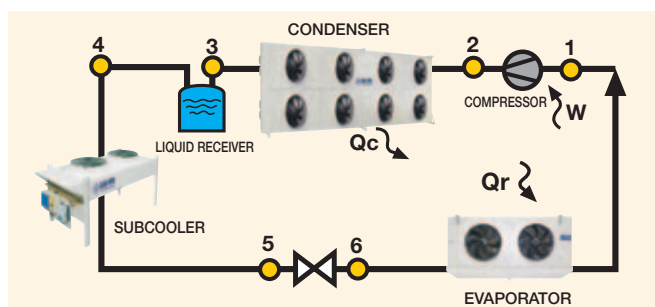 CONDENSER
4
3
2
1
COMPRESSOR
W
LIQUID RECEIVER
Qc
Qr
SUBCOOLER
5
6
EVAPORATOR